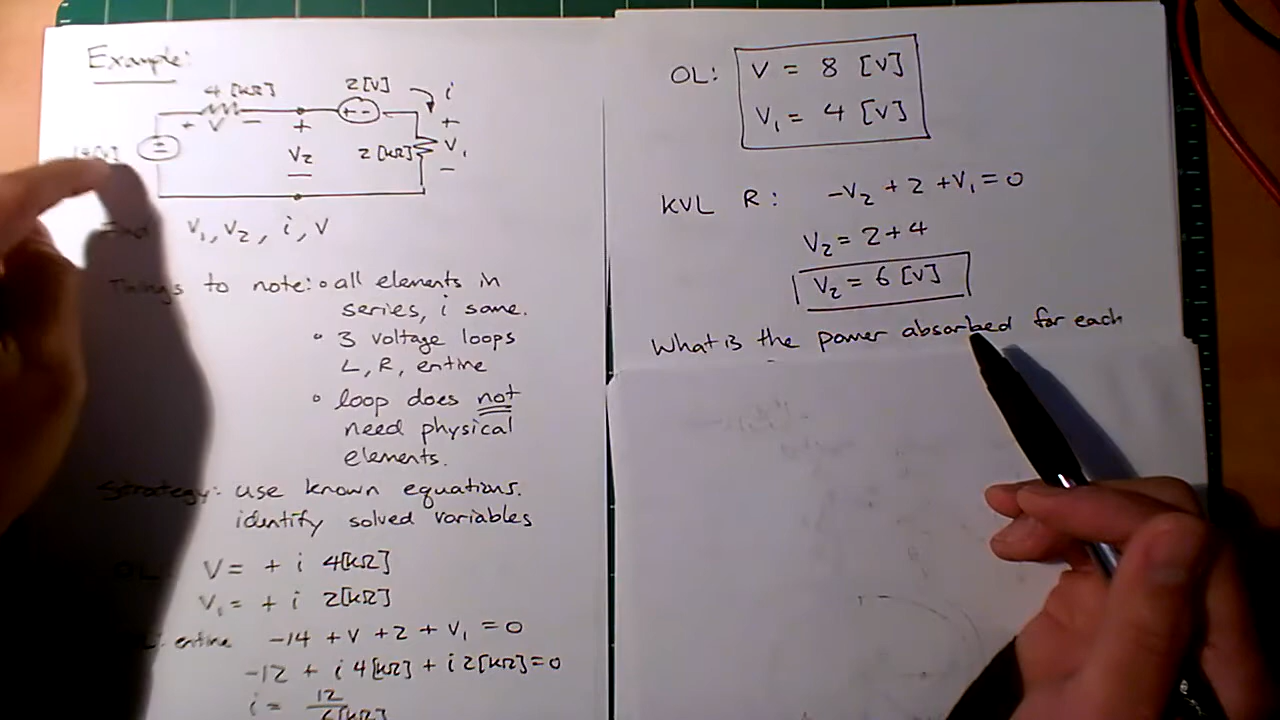 Example:
4 [kΩ]
2 [V]
i
+ V -
+ -
+
V₂
-
2 [kΩ]
+
V₁
-
±
V₁, V₂, i, V
Things to note: ∘ all elements in
series, i same.
∘ 3 voltage loops
L, R, entire
∘ loop does not
need physical
elements.
Strategy: use known equations.
identify solved variables
V = + i 4[kΩ]
V₁ = + i 2[kΩ]
entire -14 + V + 2 + V₁ = 0
-12 + i 4[kΩ] + i 2[kΩ] = 0
i = 12
OL: V = 8 [V]
V₁ = 4 [V]
KVL R: -V₂ + 2 + V₁ = 0
V₂ = 2 + 4
V₂ = 6 [V]
What is the power absorbed for each